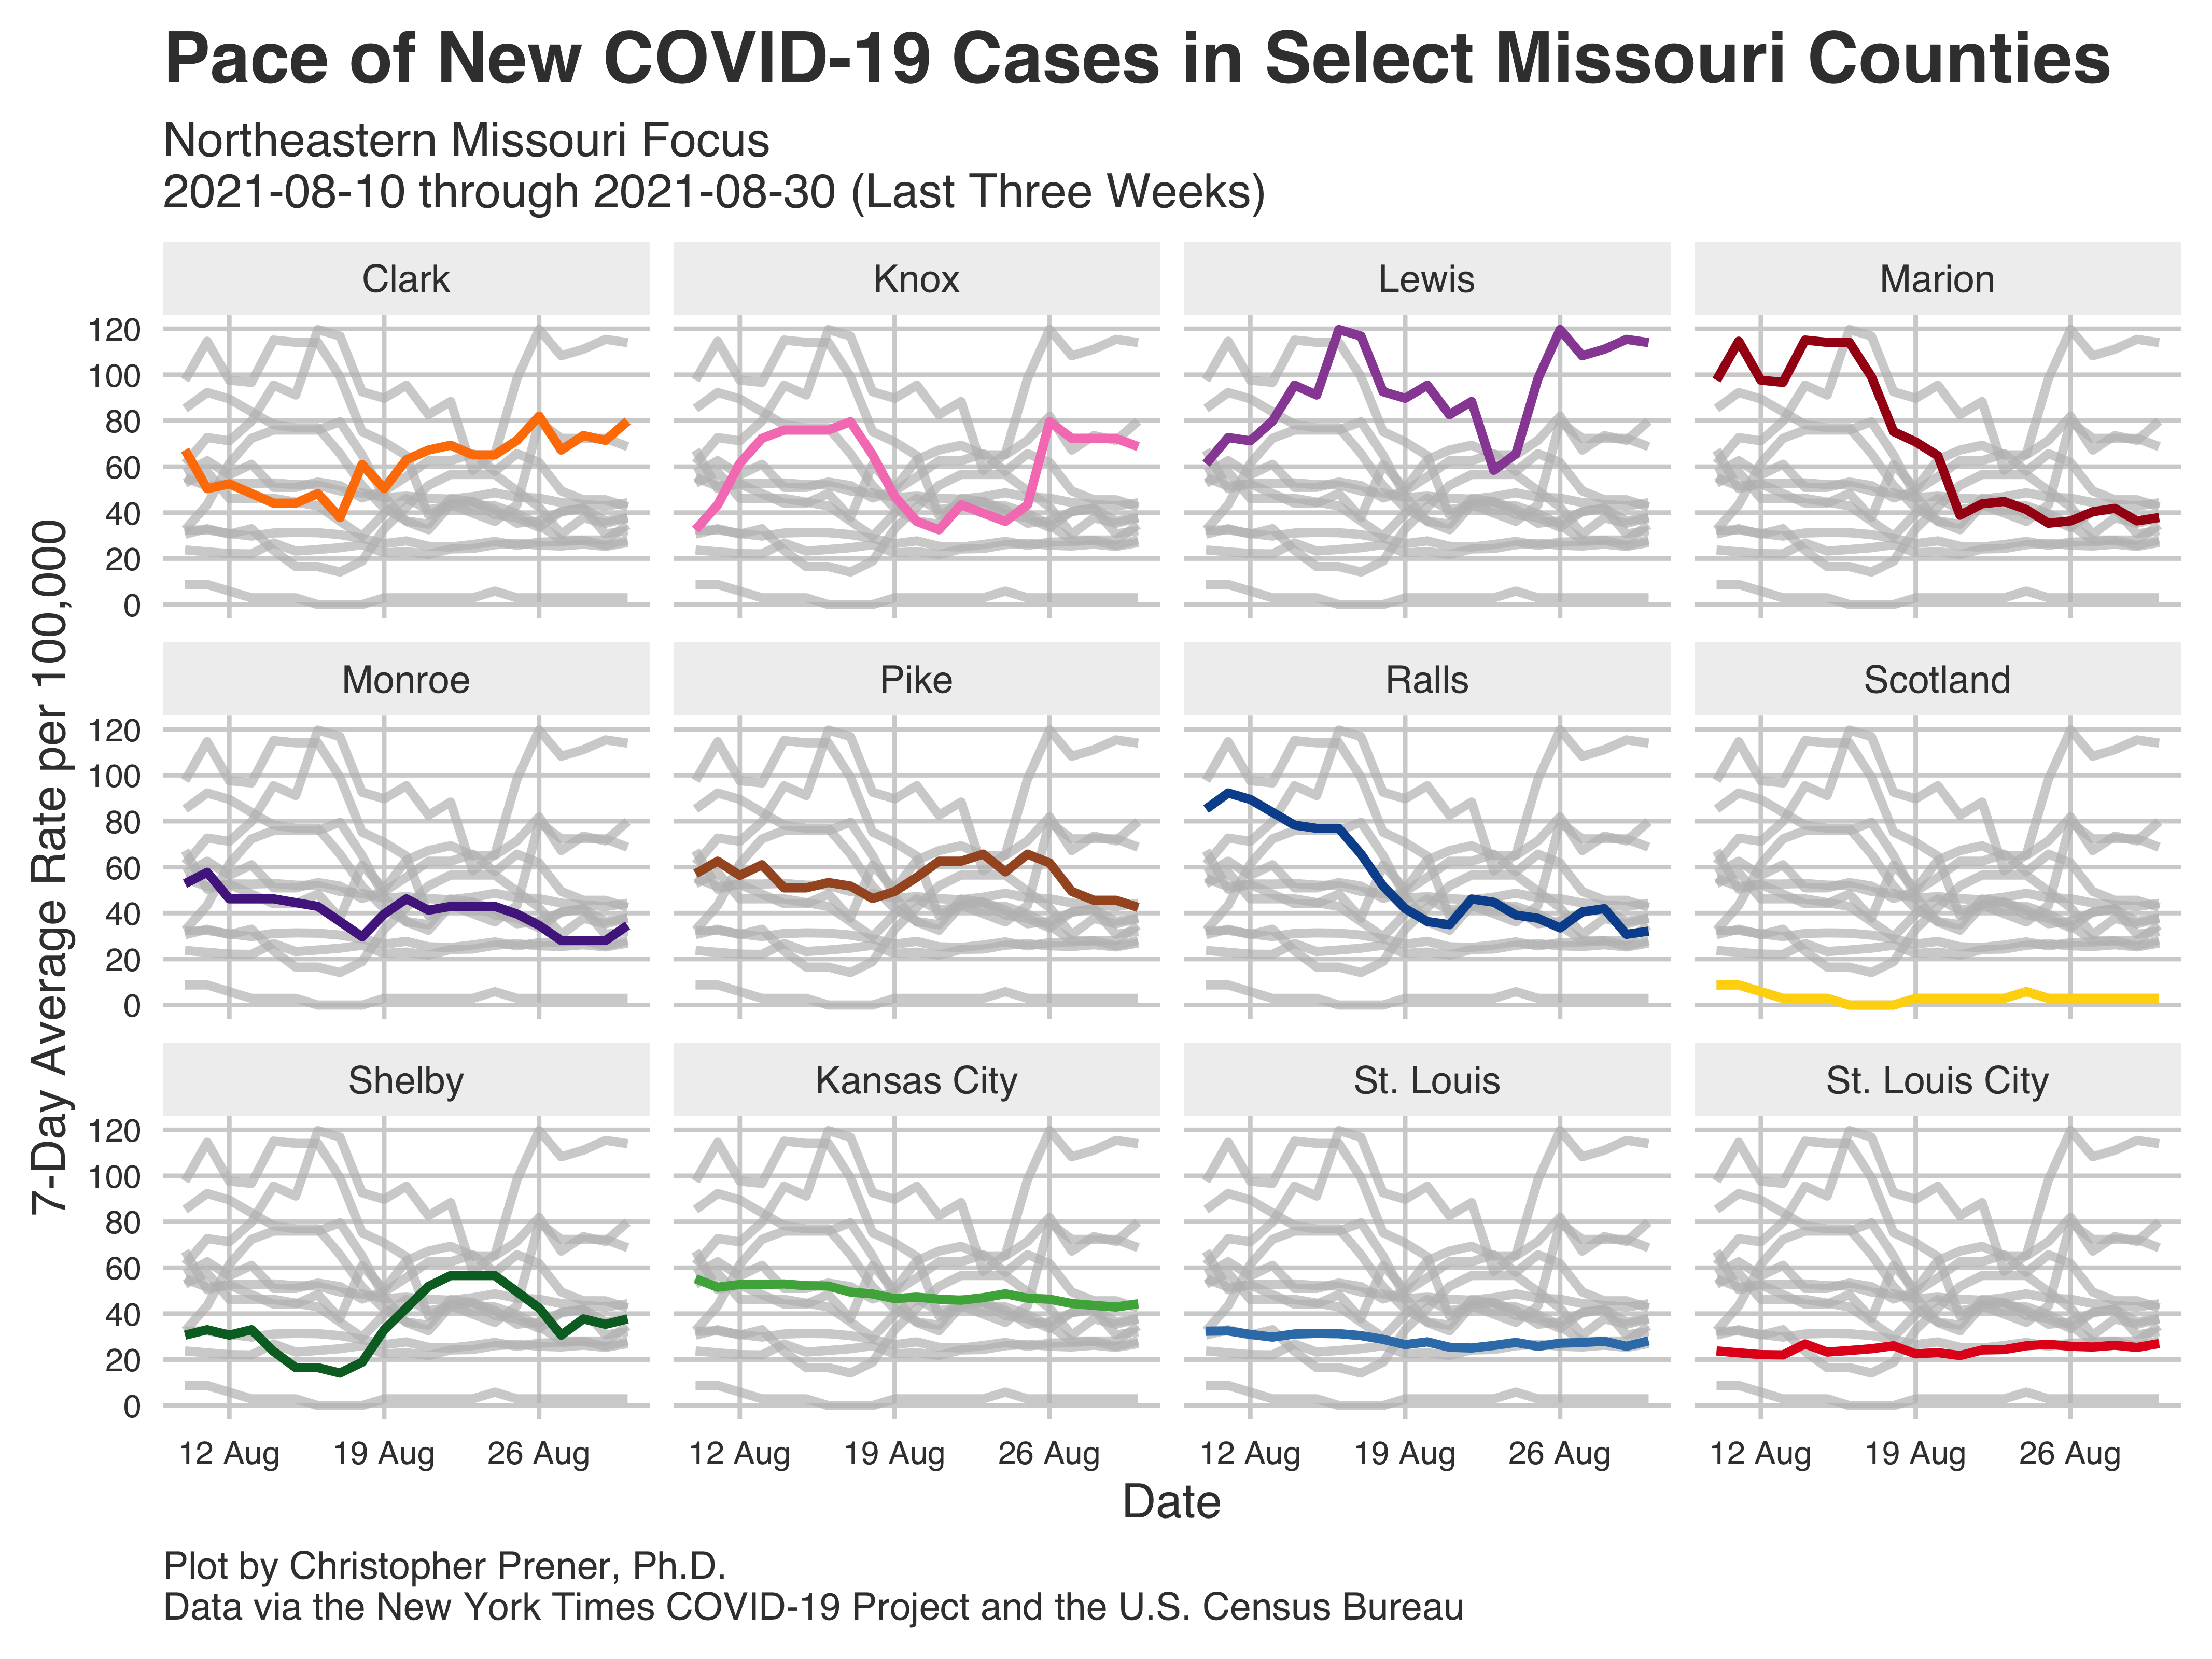 Pace of New COVID-19 Cases in Select Missouri Counties
Northeastern Missouri Focus
2021-08-10 through 2021-08-30 (Last Three Weeks)
7-Day Average Rate per 100,000
Clark Knox Lewis Marion
120
100
80
60
40
20
0
Monroe Pike Ralls Scotland
120
100
80
60
40
20
0
Shelby Kansas City St. Louis St. Louis City
120
100
80
60
40
20
0
12 Aug 19 Aug 26 Aug 12 Aug 19 Aug 26 Aug 12 Aug 19 Aug 26 Aug 12 Aug 19 Aug 26 Aug
Date
Plot by Christopher Prener, Ph.D.
Data via the New York Times COVID-19 Project and the U.S. Census Bureau